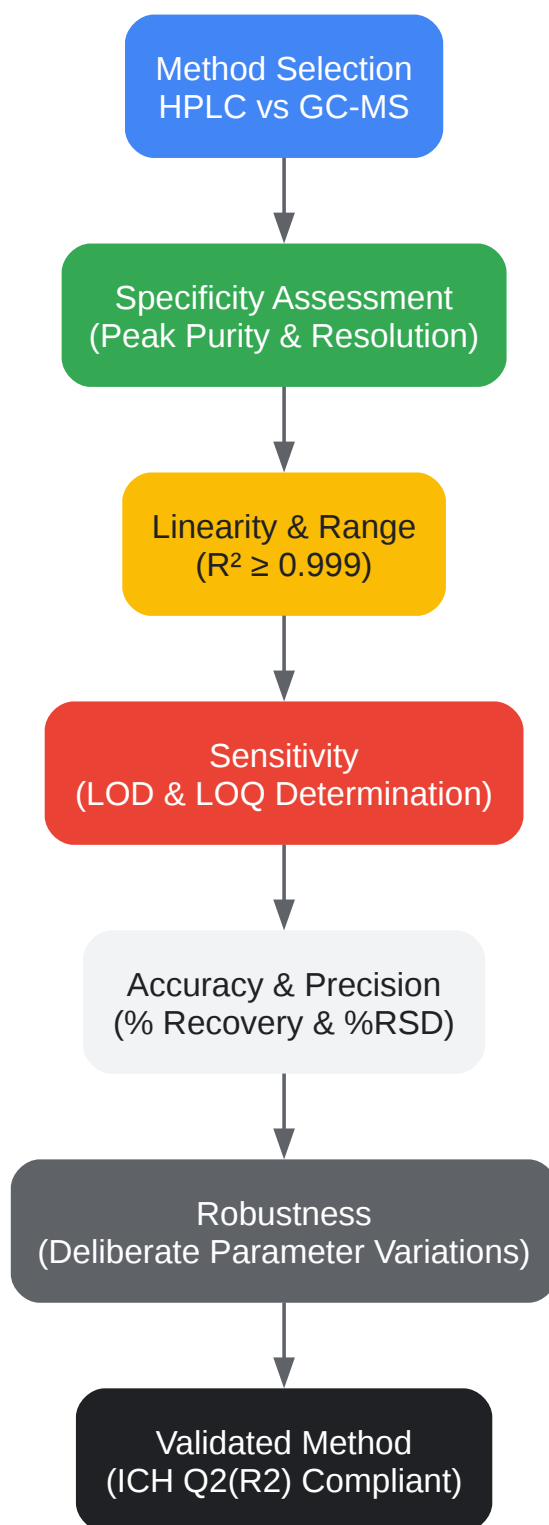 Method Selection
HPLC vs GC-MS
Specificity Assessment
(Peak Purity & Resolution)
Linearity & Range
(R² ≥ 0.999)
Sensitivity
(LOD & LOQ Determination)
Accuracy & Precision
(% Recovery & %RSD)
Robustness
(Deliberate Parameter Variations)
Validated Method
(ICH Q2(R2) Compliant)